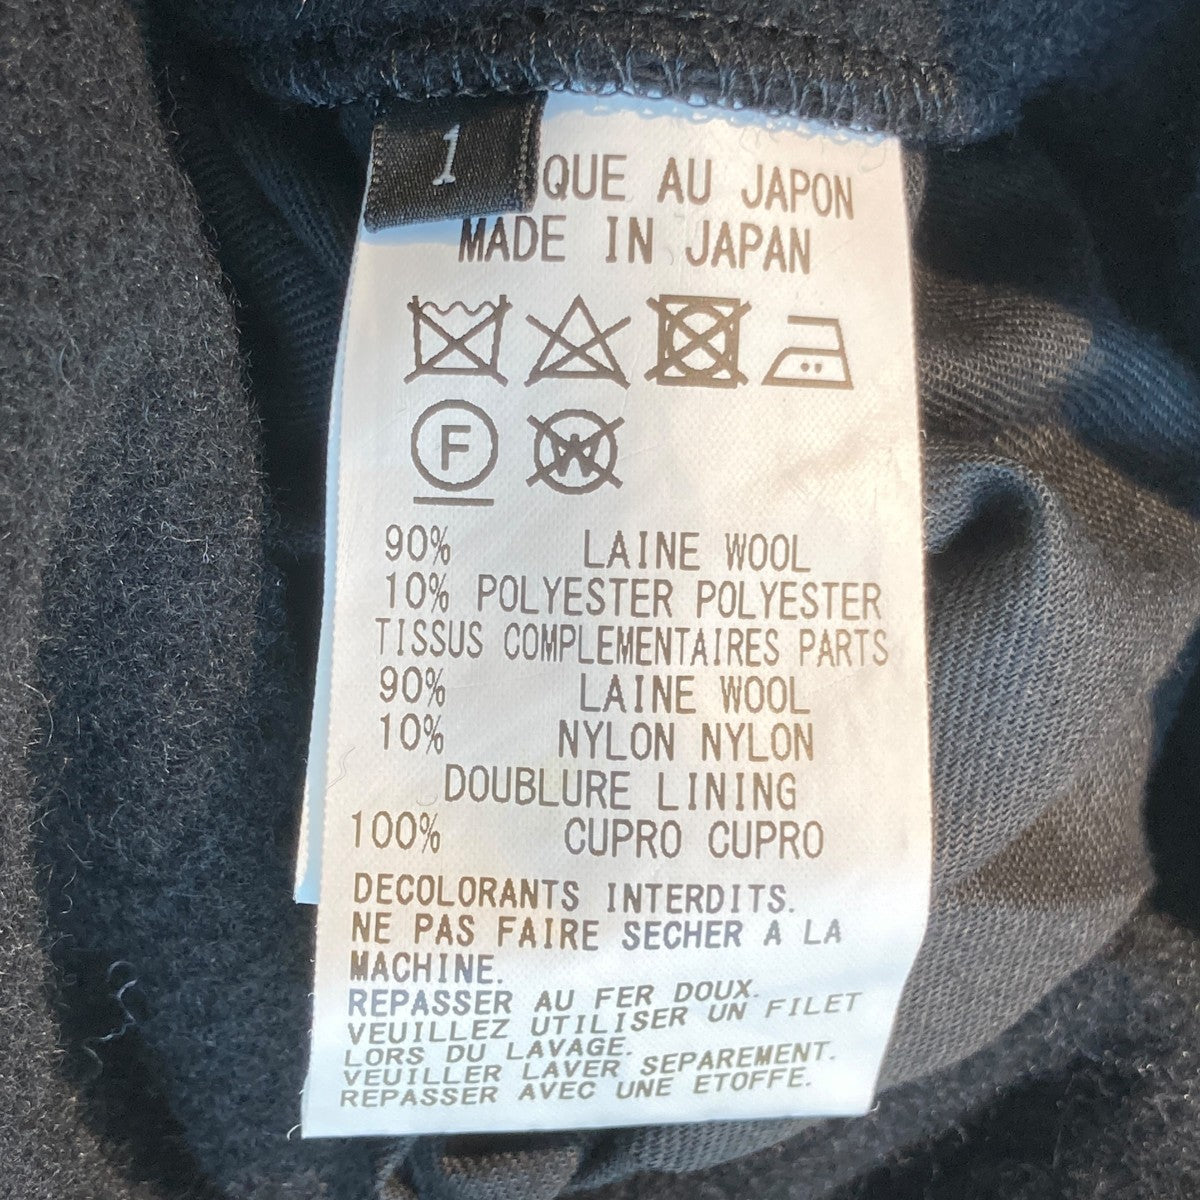 1
QUE AU JAPON
MADE IN JAPAN
F W
90% LAINE WOOL
10% POLYESTER POLYESTER
TISSUS COMPLEMENTAIRES PARTS
90% LAINE WOOL
10% NYLON NYLON
DOUBLURE LINING
100% CUPRO CUPRO
DECOLORANTS INTERDITS.
NE PAS FAIRE SECHER A LA
MACHINE.
REPASSER AU FER DOUX.
VEUILLEZ UTILISER UN FILET
LORS DU LAVAGE.
VEUILLER LAVER SEPAREMENT.
REPASSER AVEC UNE ETOFFE.